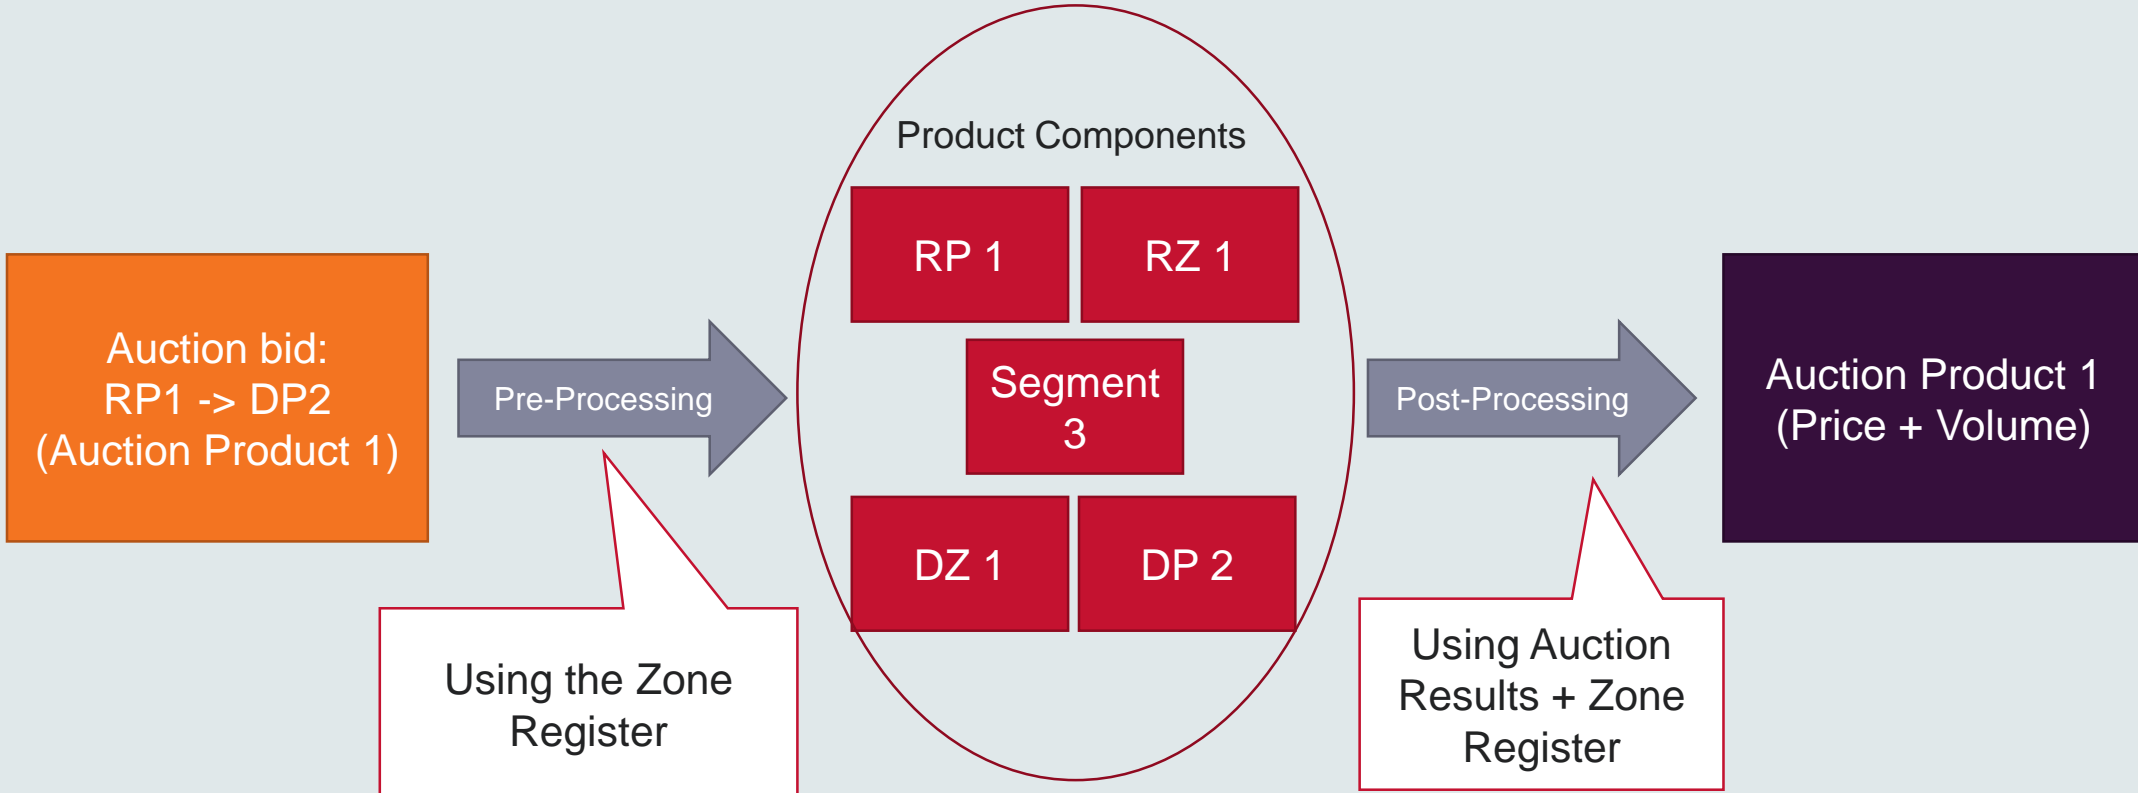 Product Components
RP 1
RZ 1
Auction bid:
RP1 -> DP2
(Auction Product 1)
Pre-Processing
Segment
3
Post-Processing
Auction Product 1
(Price + Volume)
DZ 1
DP 2
Using the Zone
Register
Using Auction
Results + Zone
Register